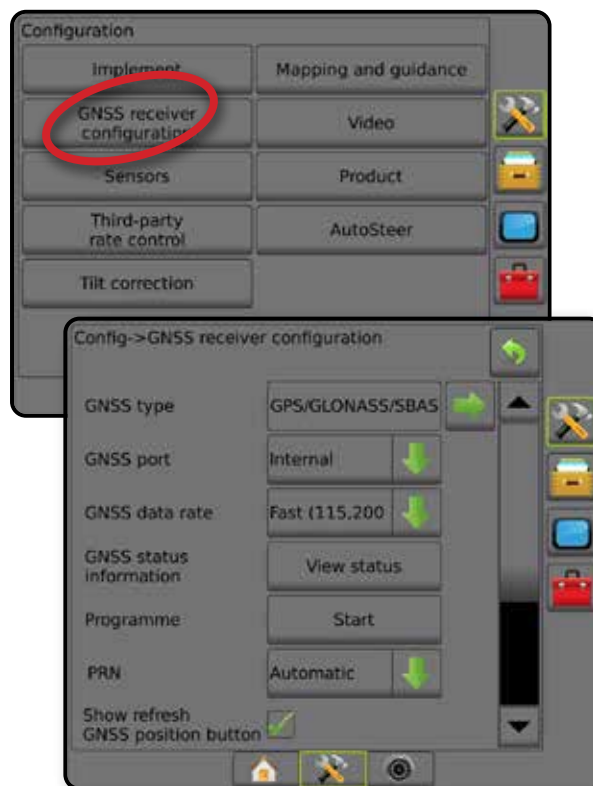 Configuration
Implement
Mapping and guidance
GNSS receiver
configuration
Video
Sensors
Product
Third-party
rate control
AutoSteer
Tilt correction
Config->GNSS receiver configuration
GNSS type
GPS/GLONASS/SBAS
GNSS port
Internal
GNSS data rate
Fast (115,200
GNSS status
information
View status
Programme
Start
PRN
Automatic
Show refresh
GNSS position button